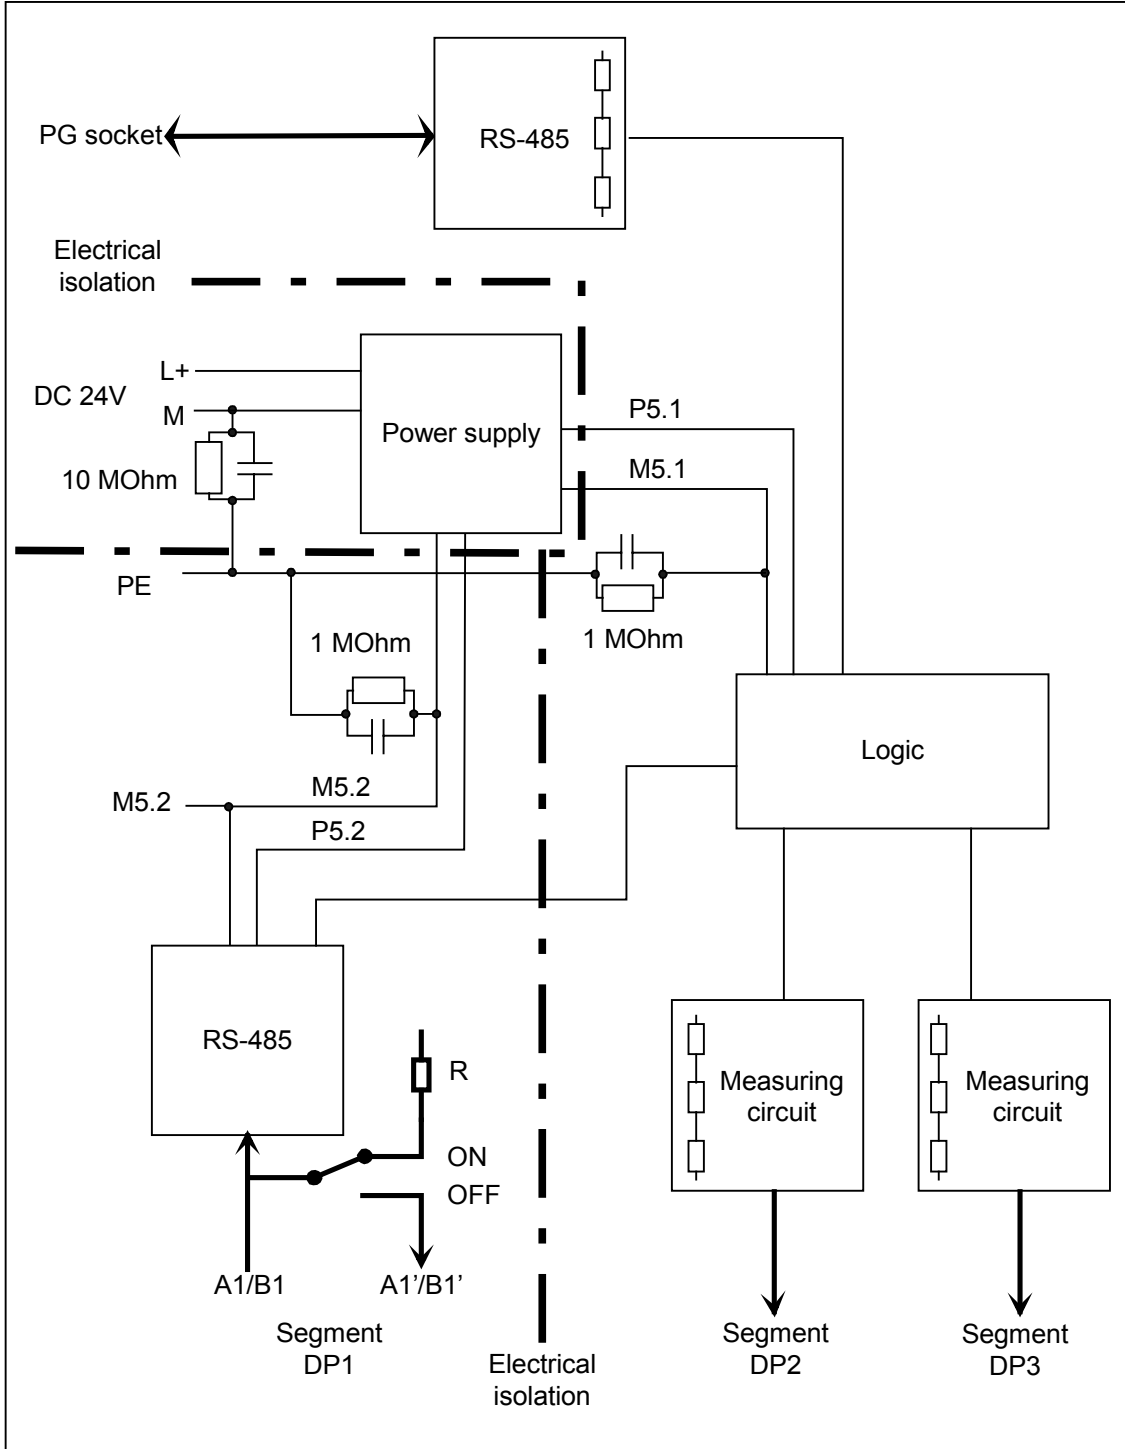 PG socket
RS-485
Electrical
isolation
L+
DC 24V
M
Power supply
P5.1
M5.1
10 MOhm
PE
1 MOhm
1 MOhm
Logic
M5.2
M5.2
P5.2
RS-485
R
Measuring
circuit
Measuring
circuit
ON
OFF
A1/B1
A1’/B1’
Segment
DP1
Electrical
isolation
Segment
DP2
Segment
DP3